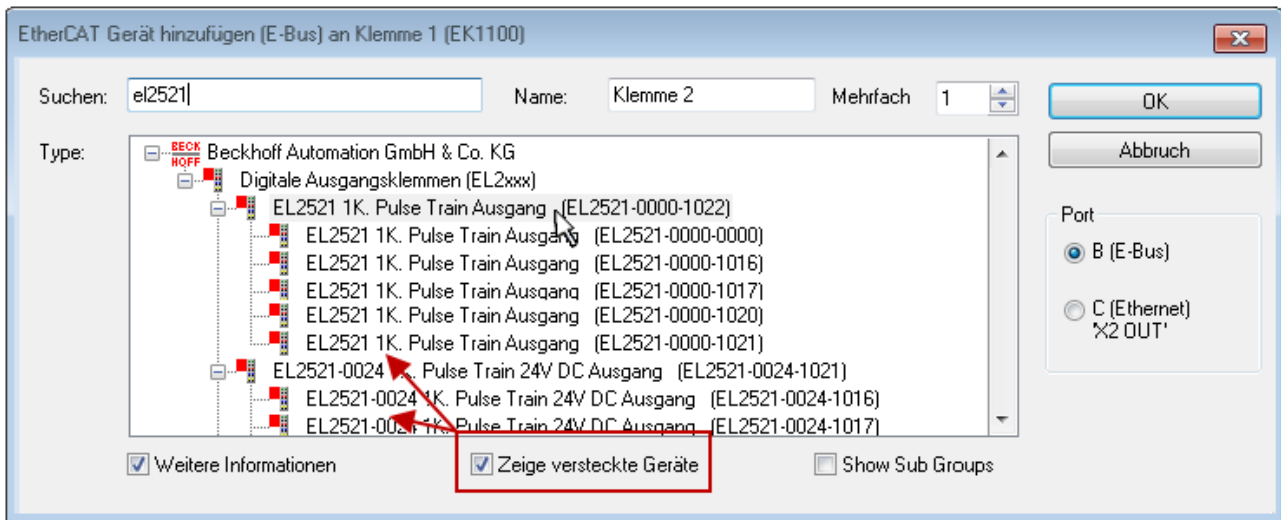 EtherCAT Gerät hinzufügen (E-Bus) an Klemme 1 (EK1100)
Suchen: el2521 Name: Klemme 2 Mehrfach 1 OK
Type: BECKHOFF Beckhoff Automation GmbH & Co. KG Abbruch
Digitale Ausgangsklemmen (EL2xxx)
EL2521 1K. Pulse Train Ausgang (EL2521-0000-1022)
Port
EL2521 1K. Pulse Train Ausgang (EL2521-0000-0000)
B (E-Bus)
EL2521 1K. Pulse Train Ausgang (EL2521-0000-1016)
EL2521 1K. Pulse Train Ausgang (EL2521-0000-1017)
C (Ethernet)
EL2521 1K. Pulse Train Ausgang (EL2521-0000-1020)
'X2 OUT'
EL2521 1K. Pulse Train Ausgang (EL2521-0000-1021)
EL2521-0024 1K. Pulse Train 24V DC Ausgang (EL2521-0024-1021)
EL2521-0024 1K. Pulse Train 24V DC Ausgang (EL2521-0024-1016)
EL2521-0024 1K. Pulse Train 24V DC Ausgang (EL2521-0024-1017)
Weitere Informationen Zeige versteckte Geräte Show Sub Groups